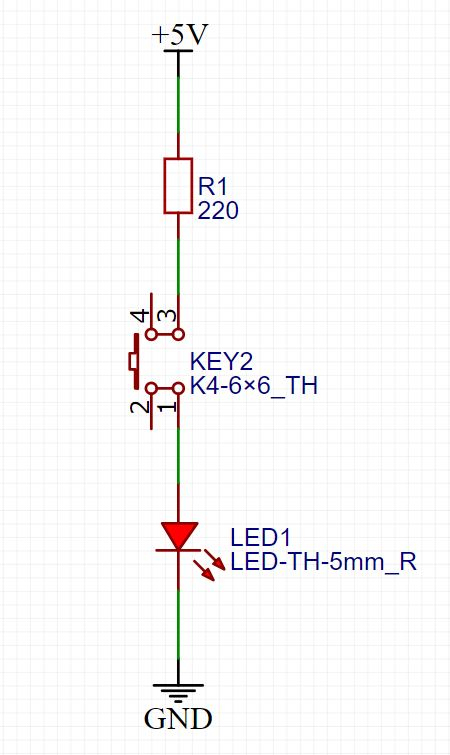 +5V
R1
220
4 3
KEY2
K4-6×6_TH
2 1
LED1
LED-TH-5mm_R
GND